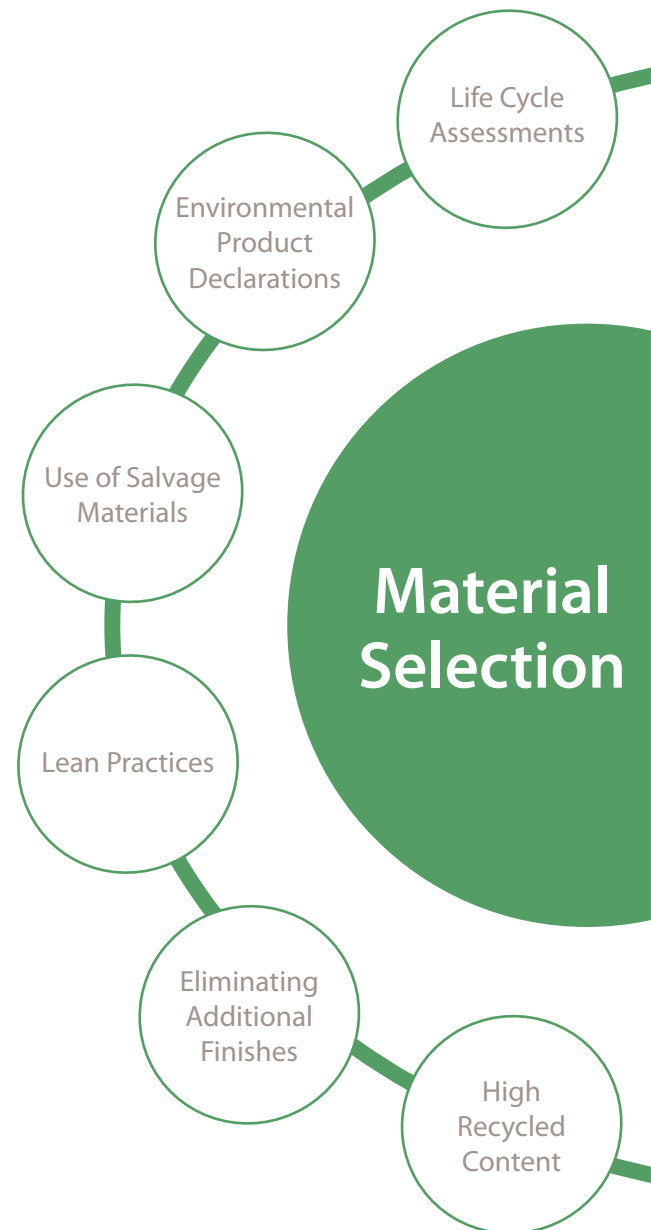 Life Cycle
Assessments
Environmental
Product
Declarations
Use of Salvage
Materials
Material
Selection
Lean Practices
Eliminating
Additional
Finishes
High
Recycled
Content